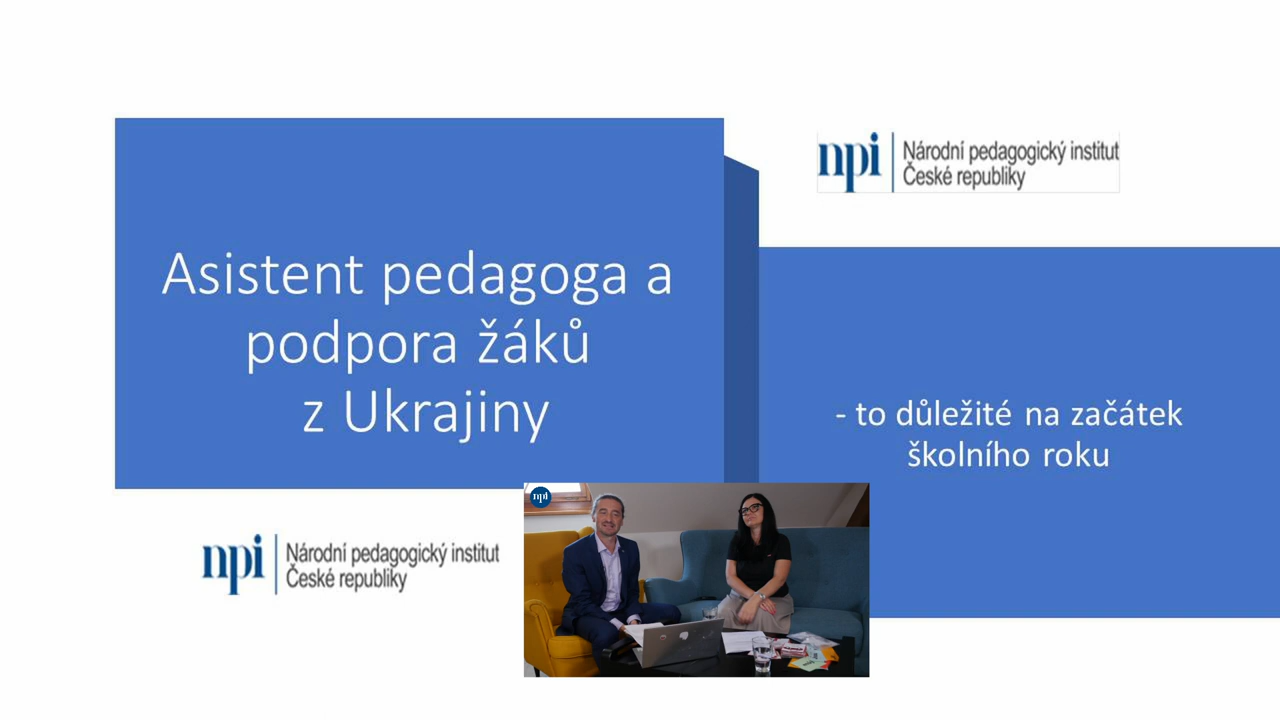 Asistent pedagoga a
podpora žáků
z Ukrajiny
npi
Národní pedagogický institut
České republiky
- to důležité na začátek
školního roku
npi
Národní pedagogický institut
České republiky
npi